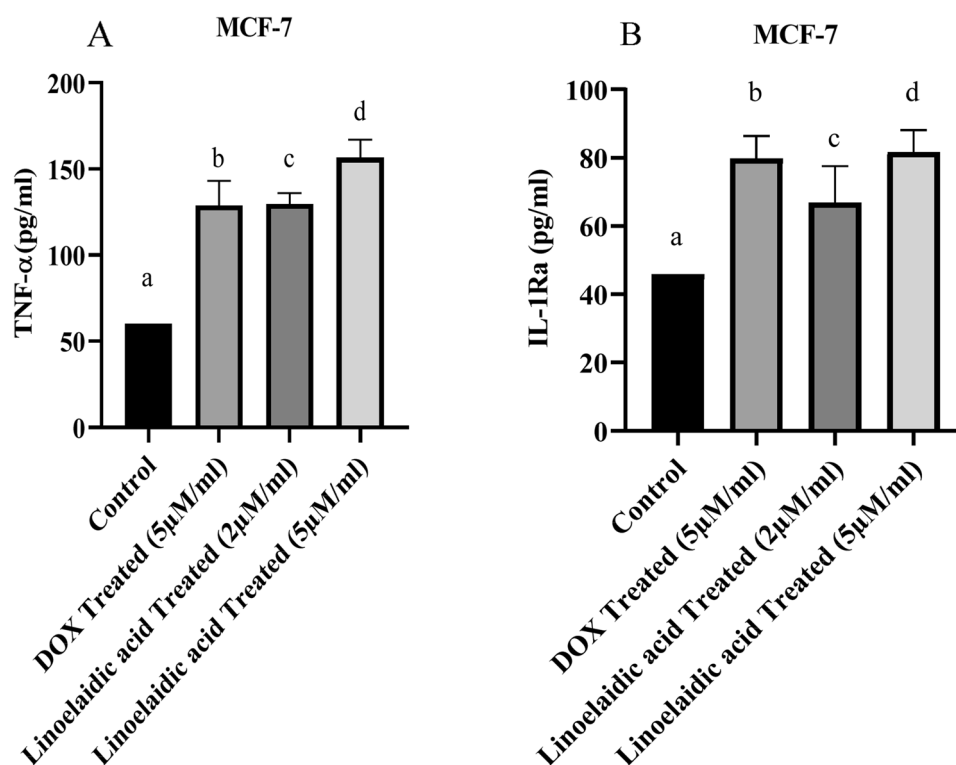 A
MCF-7
TNF-α(pg/ml)
200
150
100
50
0
a
b
c
d
Control
DOX Treated (5μM/ml)
Linoelaidic acid Treated (2μM/ml)
Linoelaidic acid Treated (5μM/ml)
B
MCF-7
IL-1Ra (pg/ml)
100
80
60
40
20
0
a
b
c
d
Control
DOX Treated (5μM/ml)
Linoelaidic acid Treated (2μM/ml)
Linoelaidic acid Treated (5μM/ml)